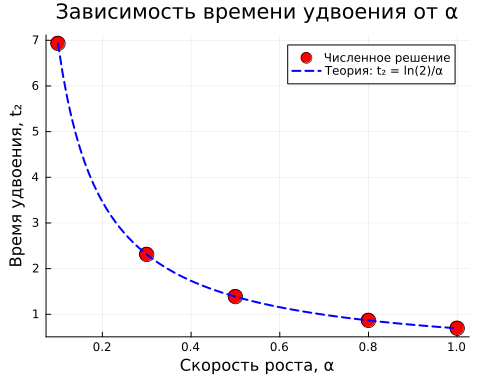 Зависимость времени удвоения от α
Время удвоения, t₂
7
6
5
4
3
2
1
Численное решение
Теория: t₂ = ln(2)/α
0.2
0.4
0.6
0.8
1.0
Скорость роста, α